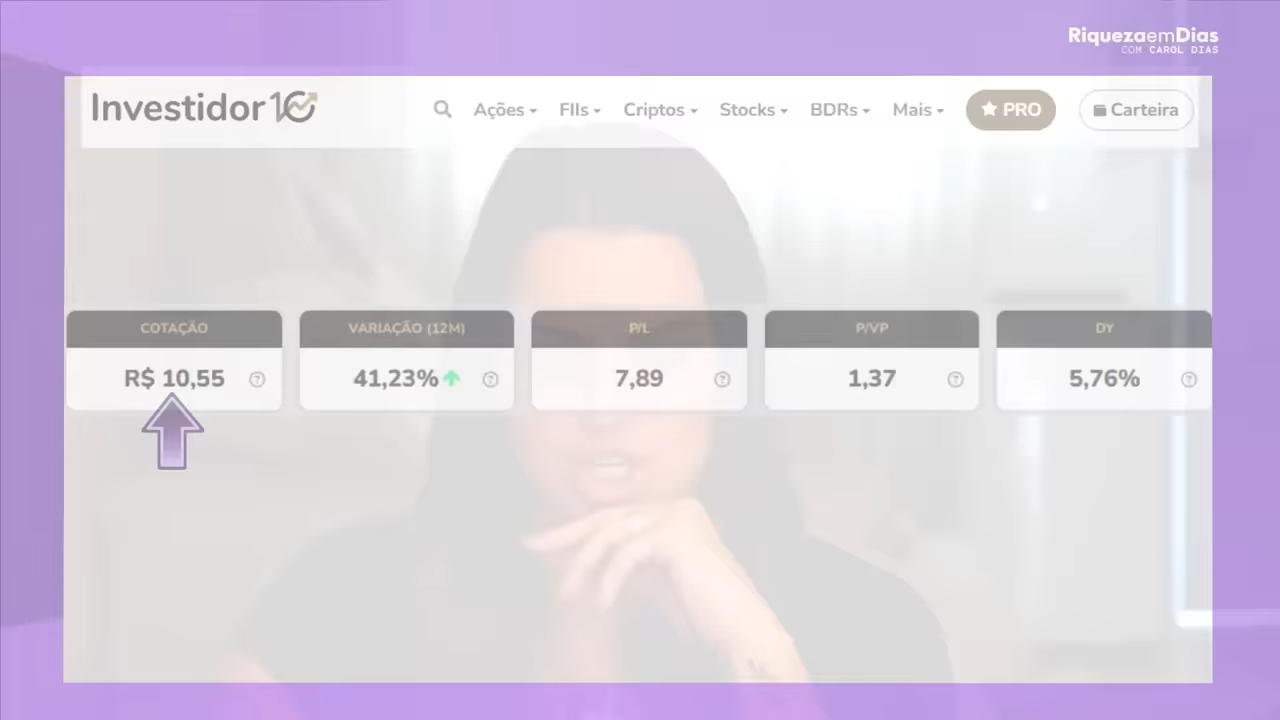 RiquezaemDias
COM CAROL DIAS
Investidor10
Ações
FIIs
Criptos
Stocks
BDRs
Mais
PRO
Carteira
COTAÇÃO
R$ 10,55
VARIAÇÃO (12M)
41,23%
P/L
7,89
P/VP
1,37
DY
5,76%